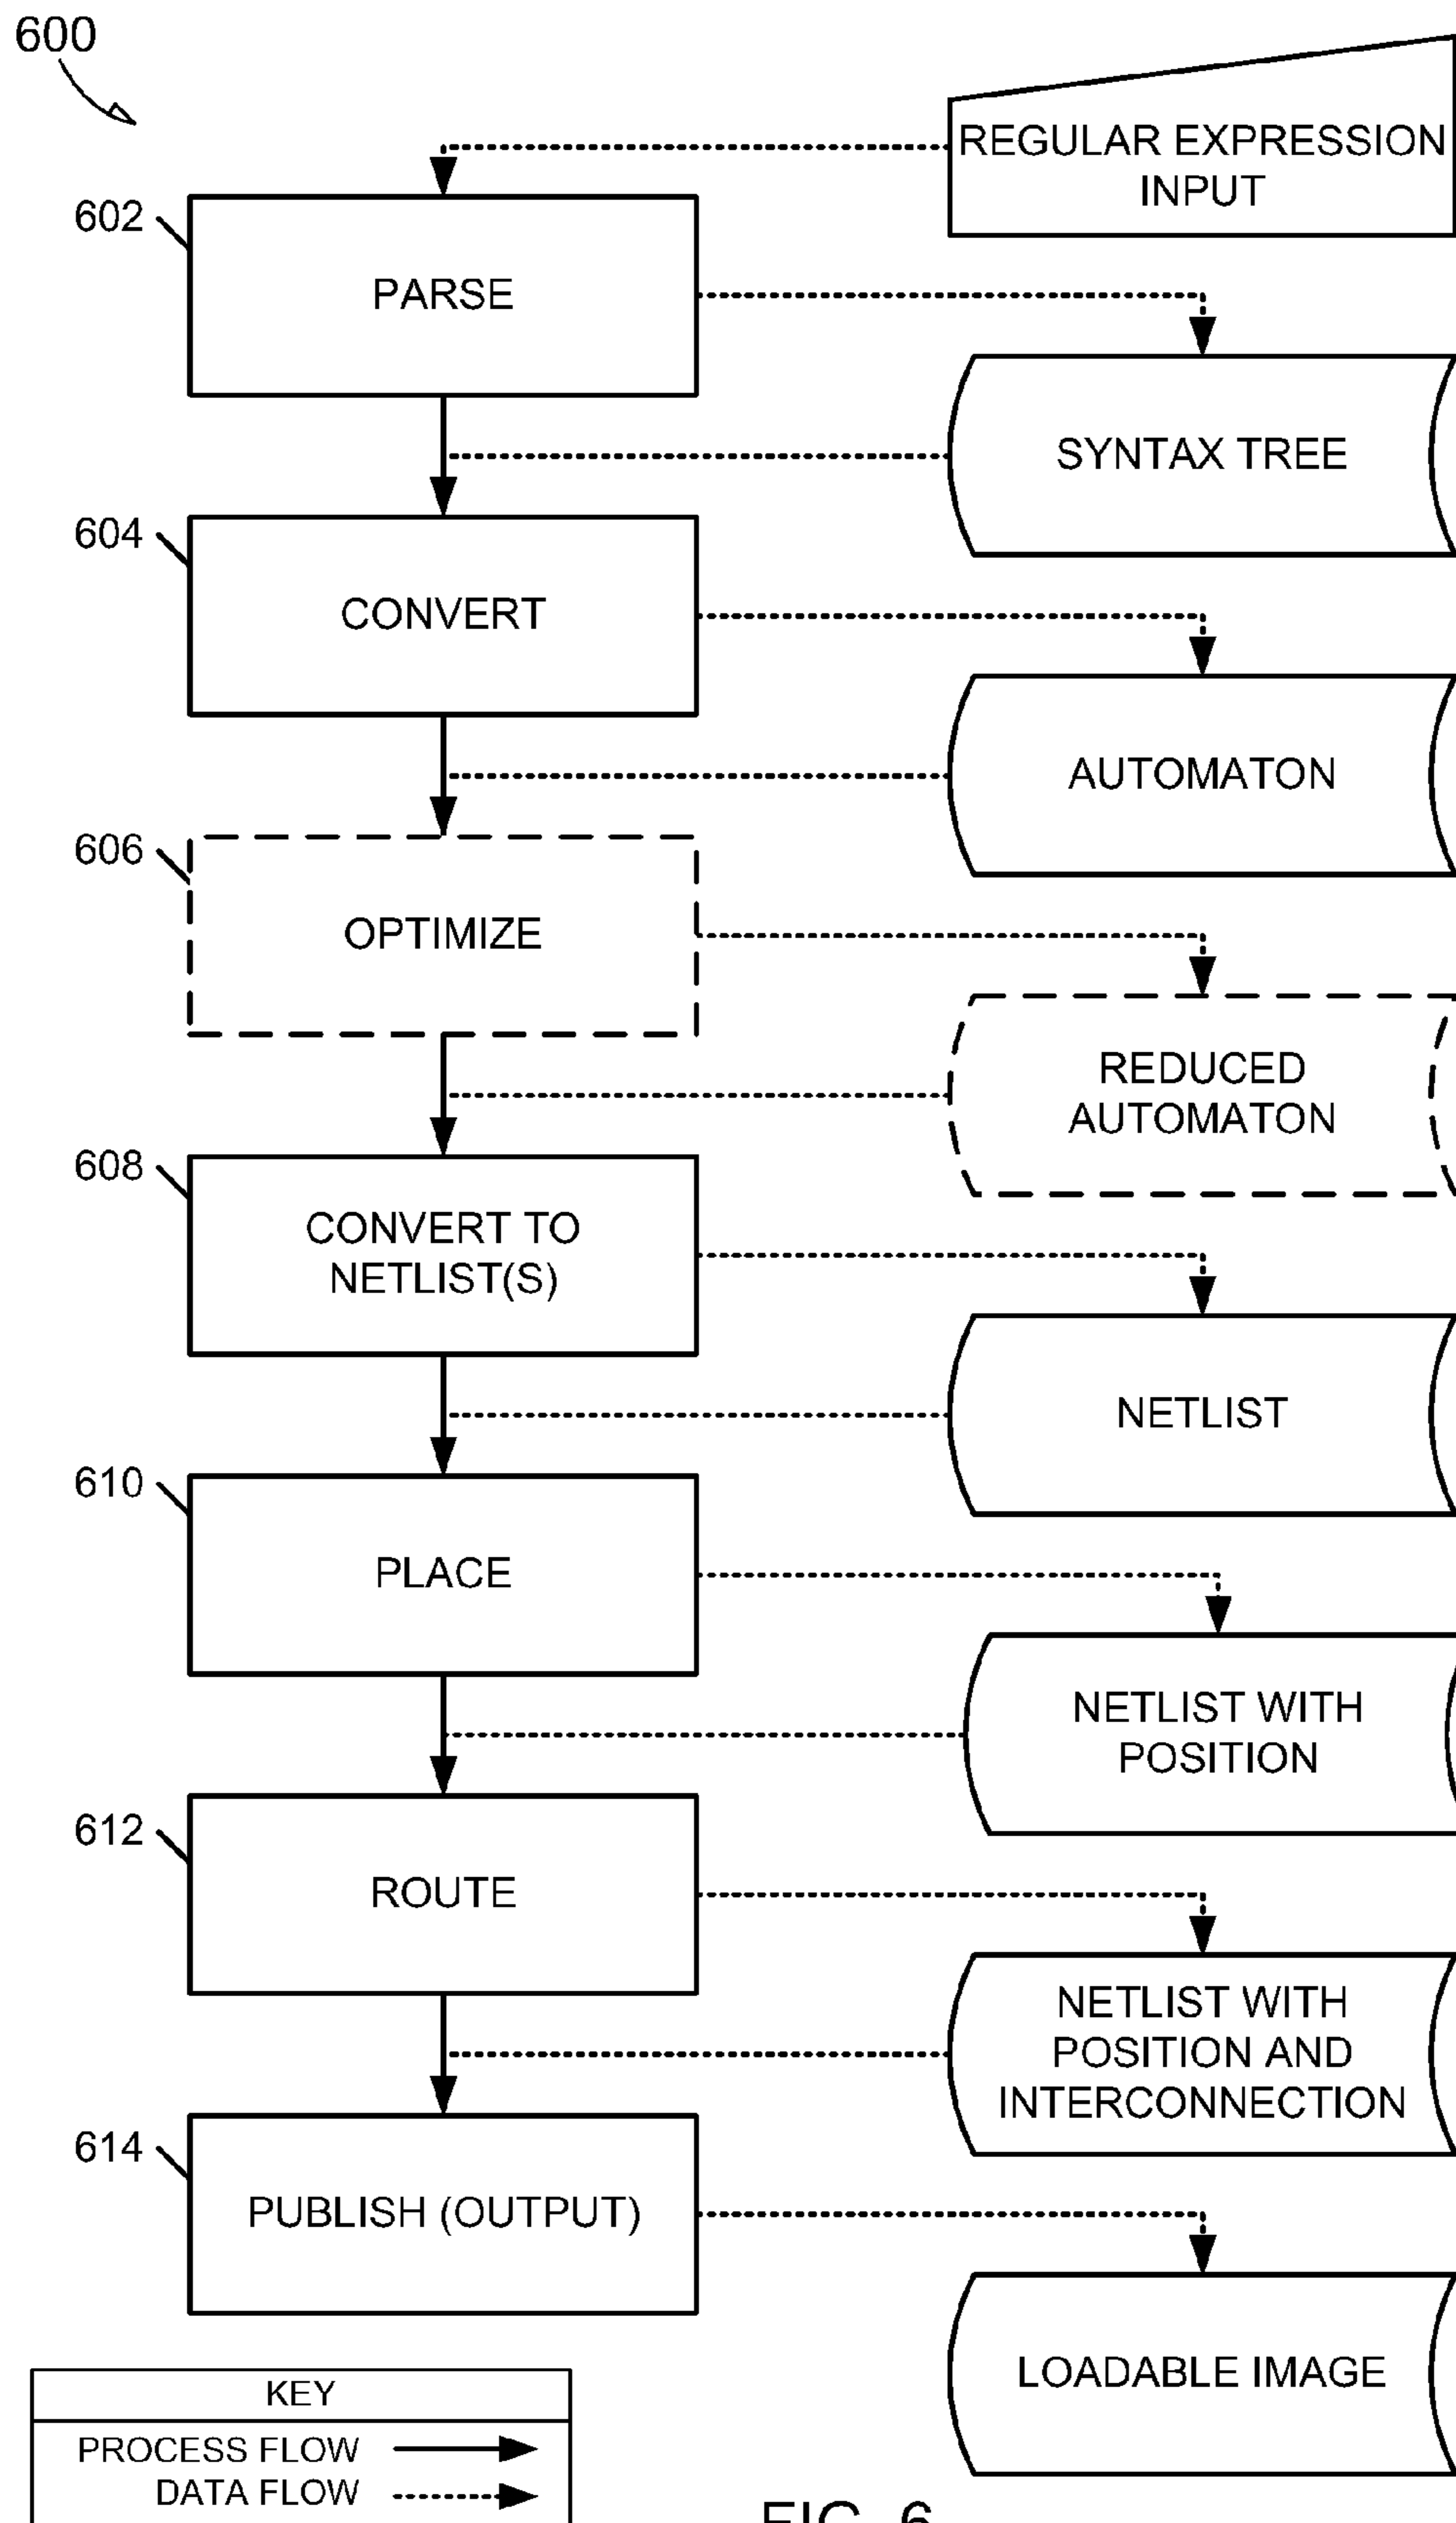 600
REGULAR EXPRESSION
INPUT
602
PARSE
SYNTAX TREE
604
CONVERT
AUTOMATON
606
OPTIMIZE
REDUCED
AUTOMATON
608
CONVERT TO
NETLIST(S)
NETLIST
610
PLACE
NETLIST WITH
POSITION
612
ROUTE
NETLIST WITH
POSITION AND
INTERCONNECTION
614
PUBLISH (OUTPUT)
LOADABLE IMAGE
KEY
PROCESS FLOW
DATA FLOW
FIG. 6